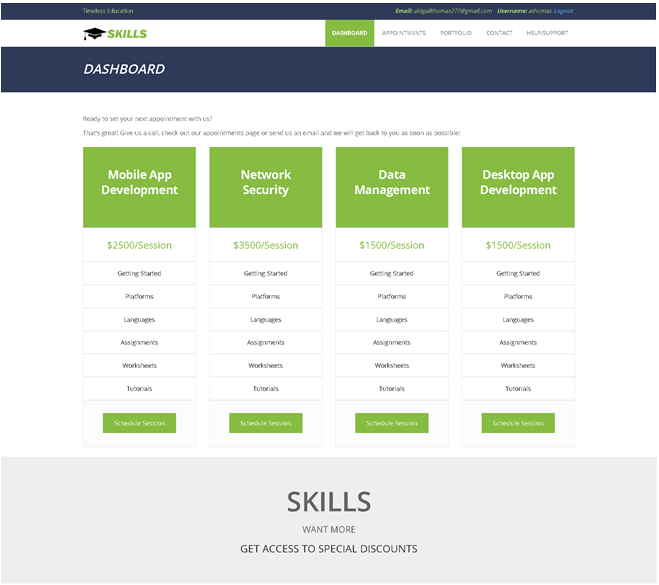 Timeless Education
Email: abigailthomas277@gmail.com Username: athomas Logout
SKILLS
DASHBOARD APPOINTMENTS PORTFOLIO CONTACT HELP/SUPPORT
DASHBOARD
Ready to set your next appointment with us?
That's great! Give us a call, check out our appointments page or send us an email and we will get back to you as soon as possible!
Mobile App
Development
$2500/Session
Getting Started
Platforms
Languages
Assignments
Worksheets
Tutorials
Schedule Session
Network
Security
$3500/Session
Getting Started
Platforms
Languages
Assignments
Worksheets
Tutorials
Schedule Session
Data
Management
$1500/Session
Getting Started
Platforms
Languages
Assignments
Worksheets
Tutorials
Schedule Session
Desktop App
Development
$1500/Session
Getting Started
Platforms
Languages
Assignments
Worksheets
Tutorials
Schedule Session
SKILLS
WANT MORE
GET ACCESS TO SPECIAL DISCOUNTS